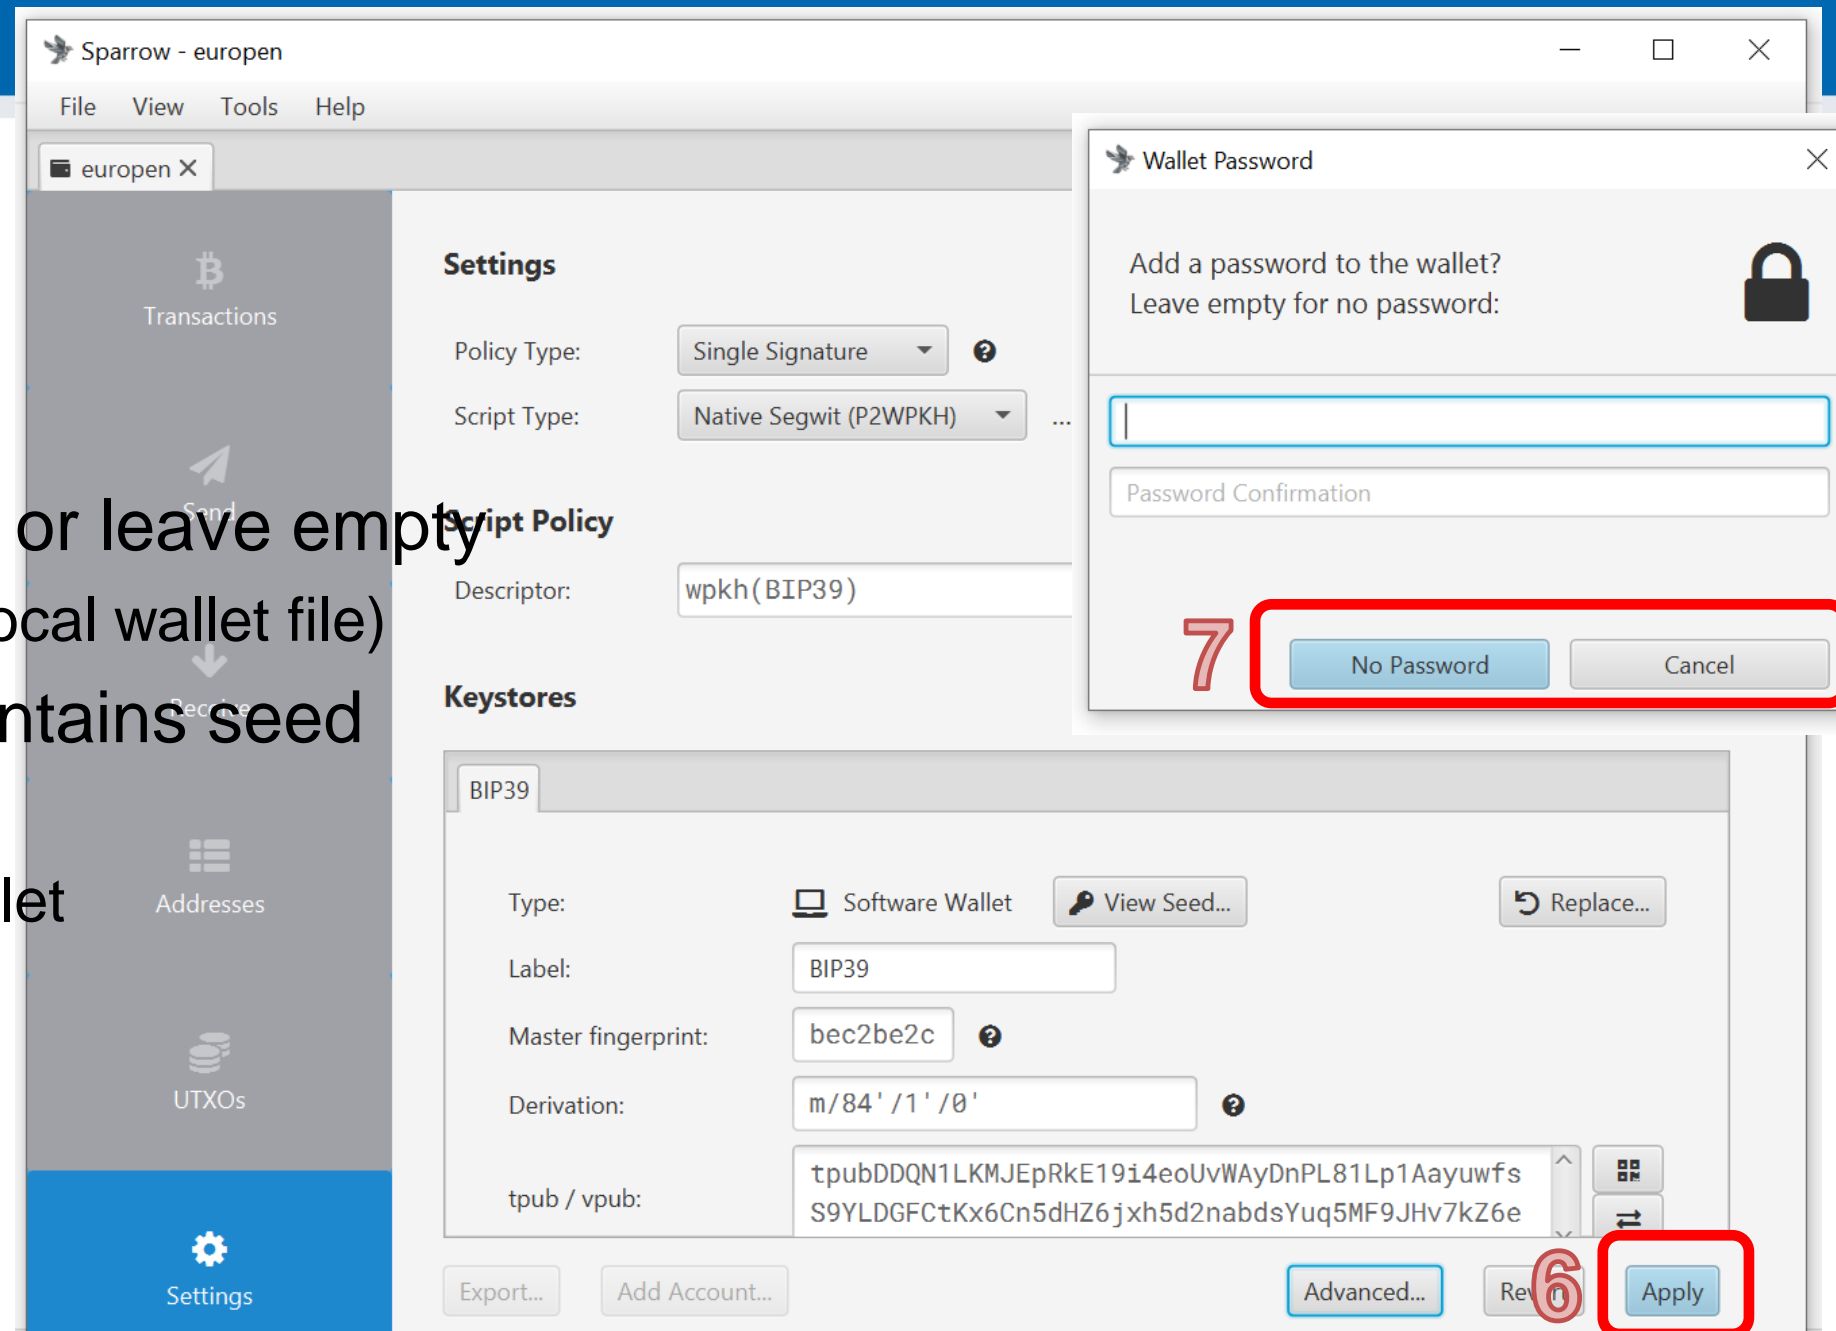 Sparrow - europen
File View Tools Help
europen
Transactions
Send
Receive
Addresses
UTXOs
Settings
or leave empty
ocal wallet file)
ntains seed
let
Settings
Policy Type: Single Signature
Script Type: Native Segwit (P2WPKH) ...
Script Policy
Descriptor: wpkh(BIP39)
Keystores
BIP39
Type: Software Wallet View Seed... Replace...
Label: BIP39
Master fingerprint: bec2be2c
Derivation: m/84'/1'/0'
tpub / vpub: tpubDDQN1LKMJEpRkE19i4eoUvWAyDnPL81Lp1Aayuwfs
S9YLDGFCtKx6Cn5dHZ6jxh5d2nabdsYuq5MF9JHv7kZ6e
Export... Add Account... Advanced... 6 Apply
Wallet Password
Add a password to the wallet?
Leave empty for no password:
Password Confirmation
7 No Password Cancel